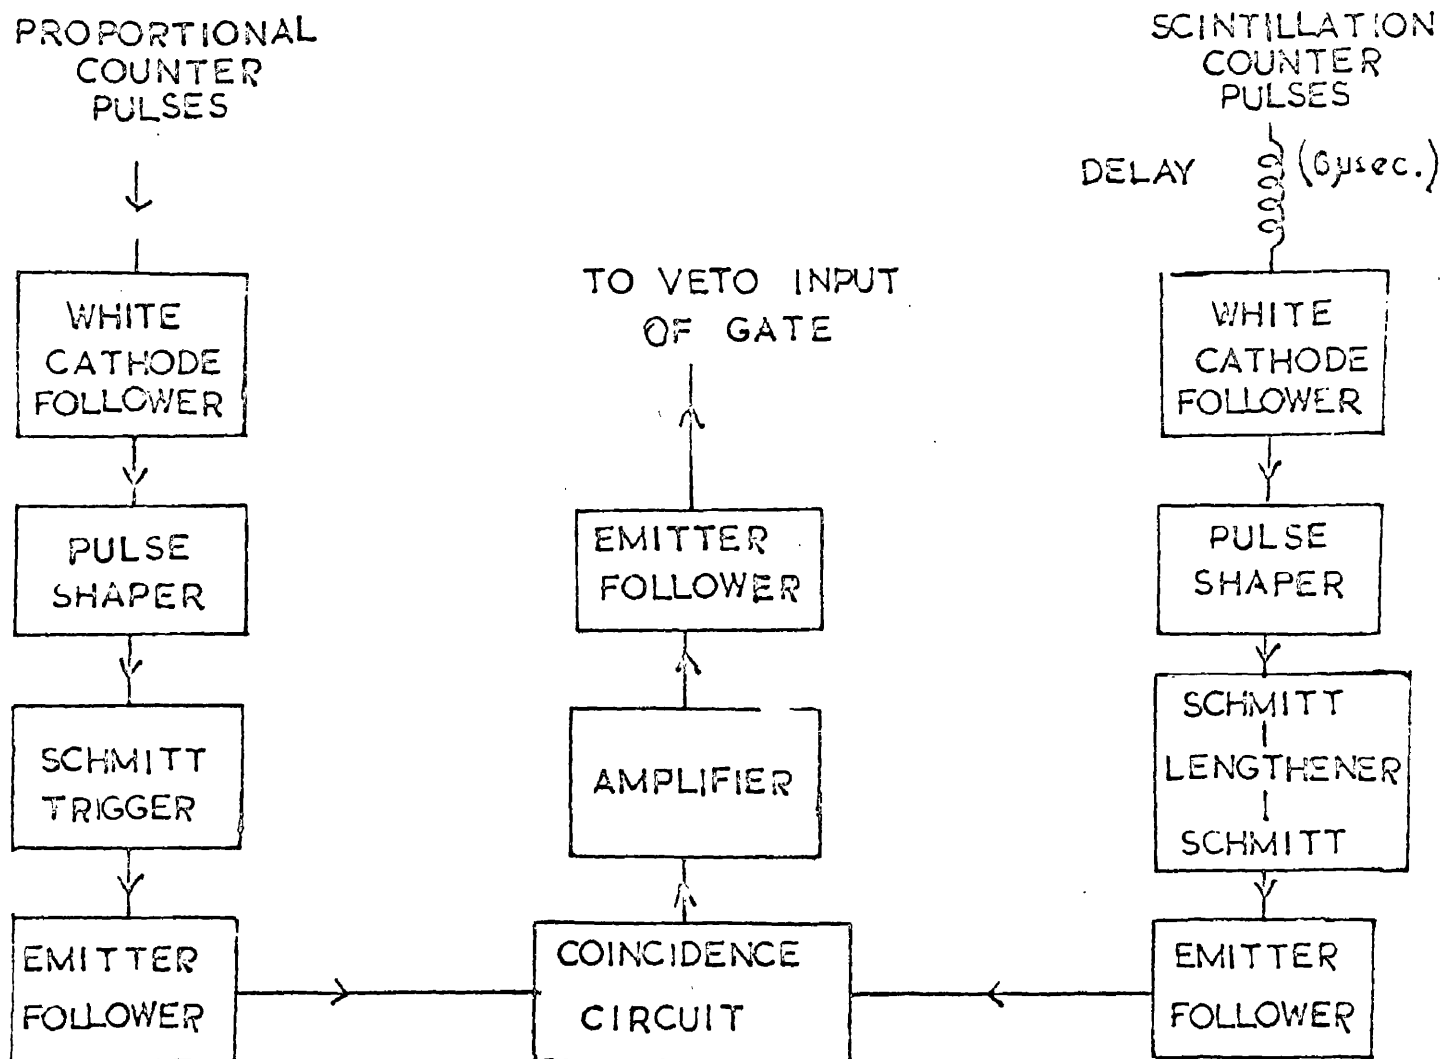 PROPORTIONAL
COUNTER
PULSES
WHITE
CATHODE
FOLLOWER
PULSE
SHAPER
SCHMITT
TRIGGER
EMITTER
FOLLOWER
TO VETO INPUT
OF GATE
EMITTER
FOLLOWER
AMPLIFIER
COINCIDENCE
CIRCUIT
SCINTILLATION
COUNTER
PULSES
DELAY (6μsec.)
WHITE
CATHODE
FOLLOWER
PULSE
SHAPER
SCHMITT
LENGTHENER
SCHMITT
EMITTER
FOLLOWER